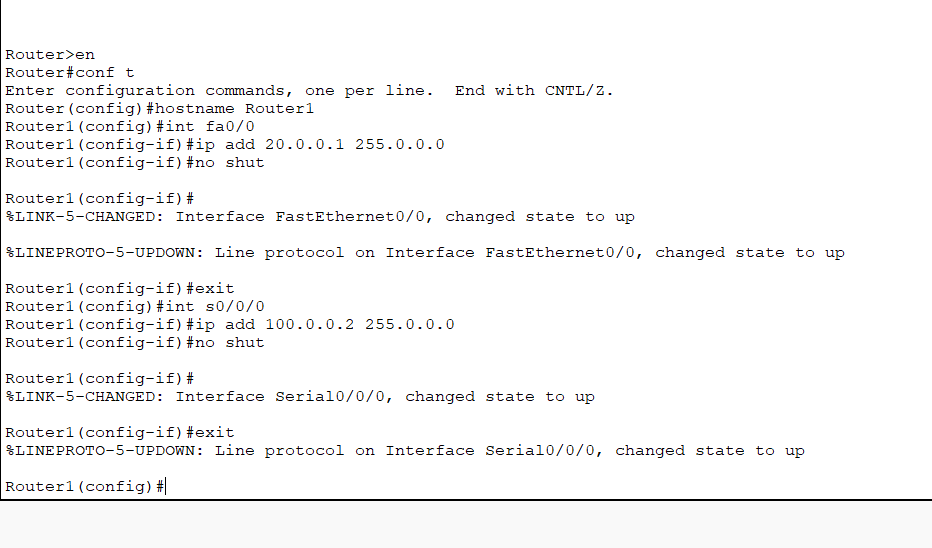 Router>en
Router#conf t
Enter configuration commands, one per line.  End with CNTL/Z.
Router(config)#hostname Router1
Router1(config)#int fa0/0
Router1(config-if)#ip add 20.0.0.1 255.0.0.0
Router1(config-if)#no shut
Router1(config-if)#
%LINK-5-CHANGED: Interface FastEthernet0/0, changed state to up
%LINEPROTO-5-UPDOWN: Line protocol on Interface FastEthernet0/0, changed state to up
Router1(config-if)#exit
Router1(config)#int s0/0/0
Router1(config-if)#ip add 100.0.0.2 255.0.0.0
Router1(config-if)#no shut
Router1(config-if)#
%LINK-5-CHANGED: Interface Serial0/0/0, changed state to up
Router1(config-if)#exit
%LINEPROTO-5-UPDOWN: Line protocol on Interface Serial0/0/0, changed state to up
Router1(config)#